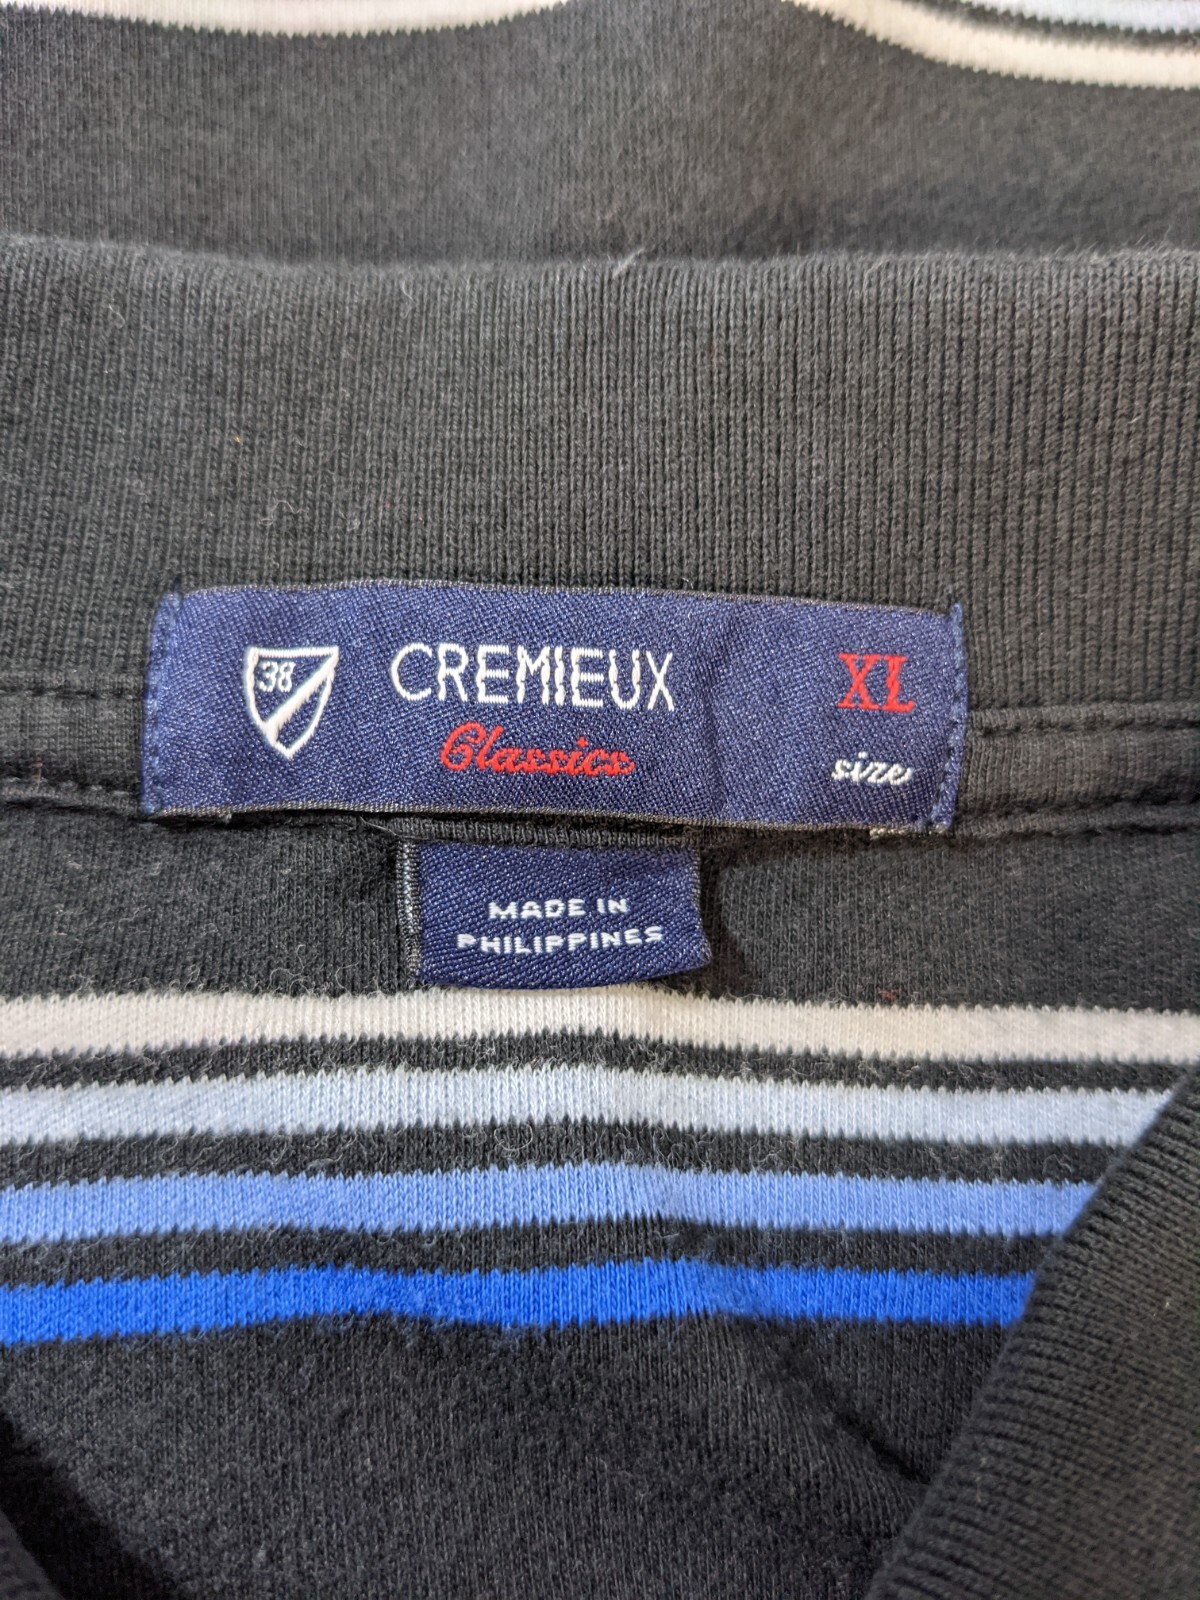 38
CREMIEUX
Classics
XL
size
MADE IN
PHILIPPINES